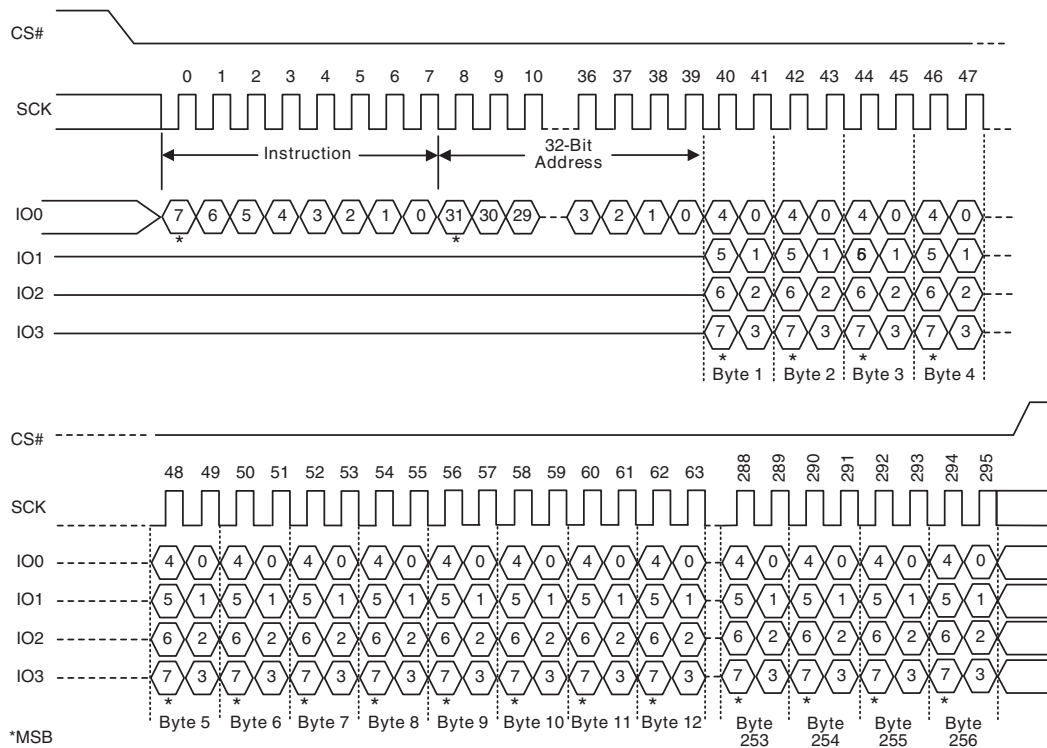 CS#
0 1 2 3 4 5 6 7 8 9 10 36 37 38 39 40 41 42 43 44 45 46 47
SCK
Instruction
32-Bit
Address
IO0 7 6 5 4 3 2 1 0 31 30 29 3 2 1 0 4 0 4 0 4 0 4 0
* *
IO1 5 1 5 1 6 1 5 1
IO2 6 2 6 2 6 2 6 2
IO3 7 3 7 3 7 3 7 3
* * * *
Byte 1 Byte 2 Byte 3 Byte 4
CS#
48 49 50 51 52 53 54 55 56 57 58 59 60 61 62 63 288 289 290 291 292 293 294 295
SCK
IO0 4 0 4 0 4 0 4 0 4 0 4 0 4 0 4 0 4 0 4 0 4 0 4 0
IO1 5 1 5 1 5 1 5 1 5 1 5 1 5 1 5 1 5 1 5 1 5 1 5 1
IO2 6 2 6 2 6 2 6 2 6 2 6 2 6 2 6 2 6 2 6 2 6 2 6 2
IO3 7 3 7 3 7 3 7 3 7 3 7 3 7 3 7 3 7 3 7 3 7 3 7 3
* * * * * * * * * * * *
Byte 5 Byte 6 Byte 7 Byte 8 Byte 9 Byte 10 Byte 11 Byte 12 Byte 253 Byte 254 Byte 255 Byte 256
*MSB